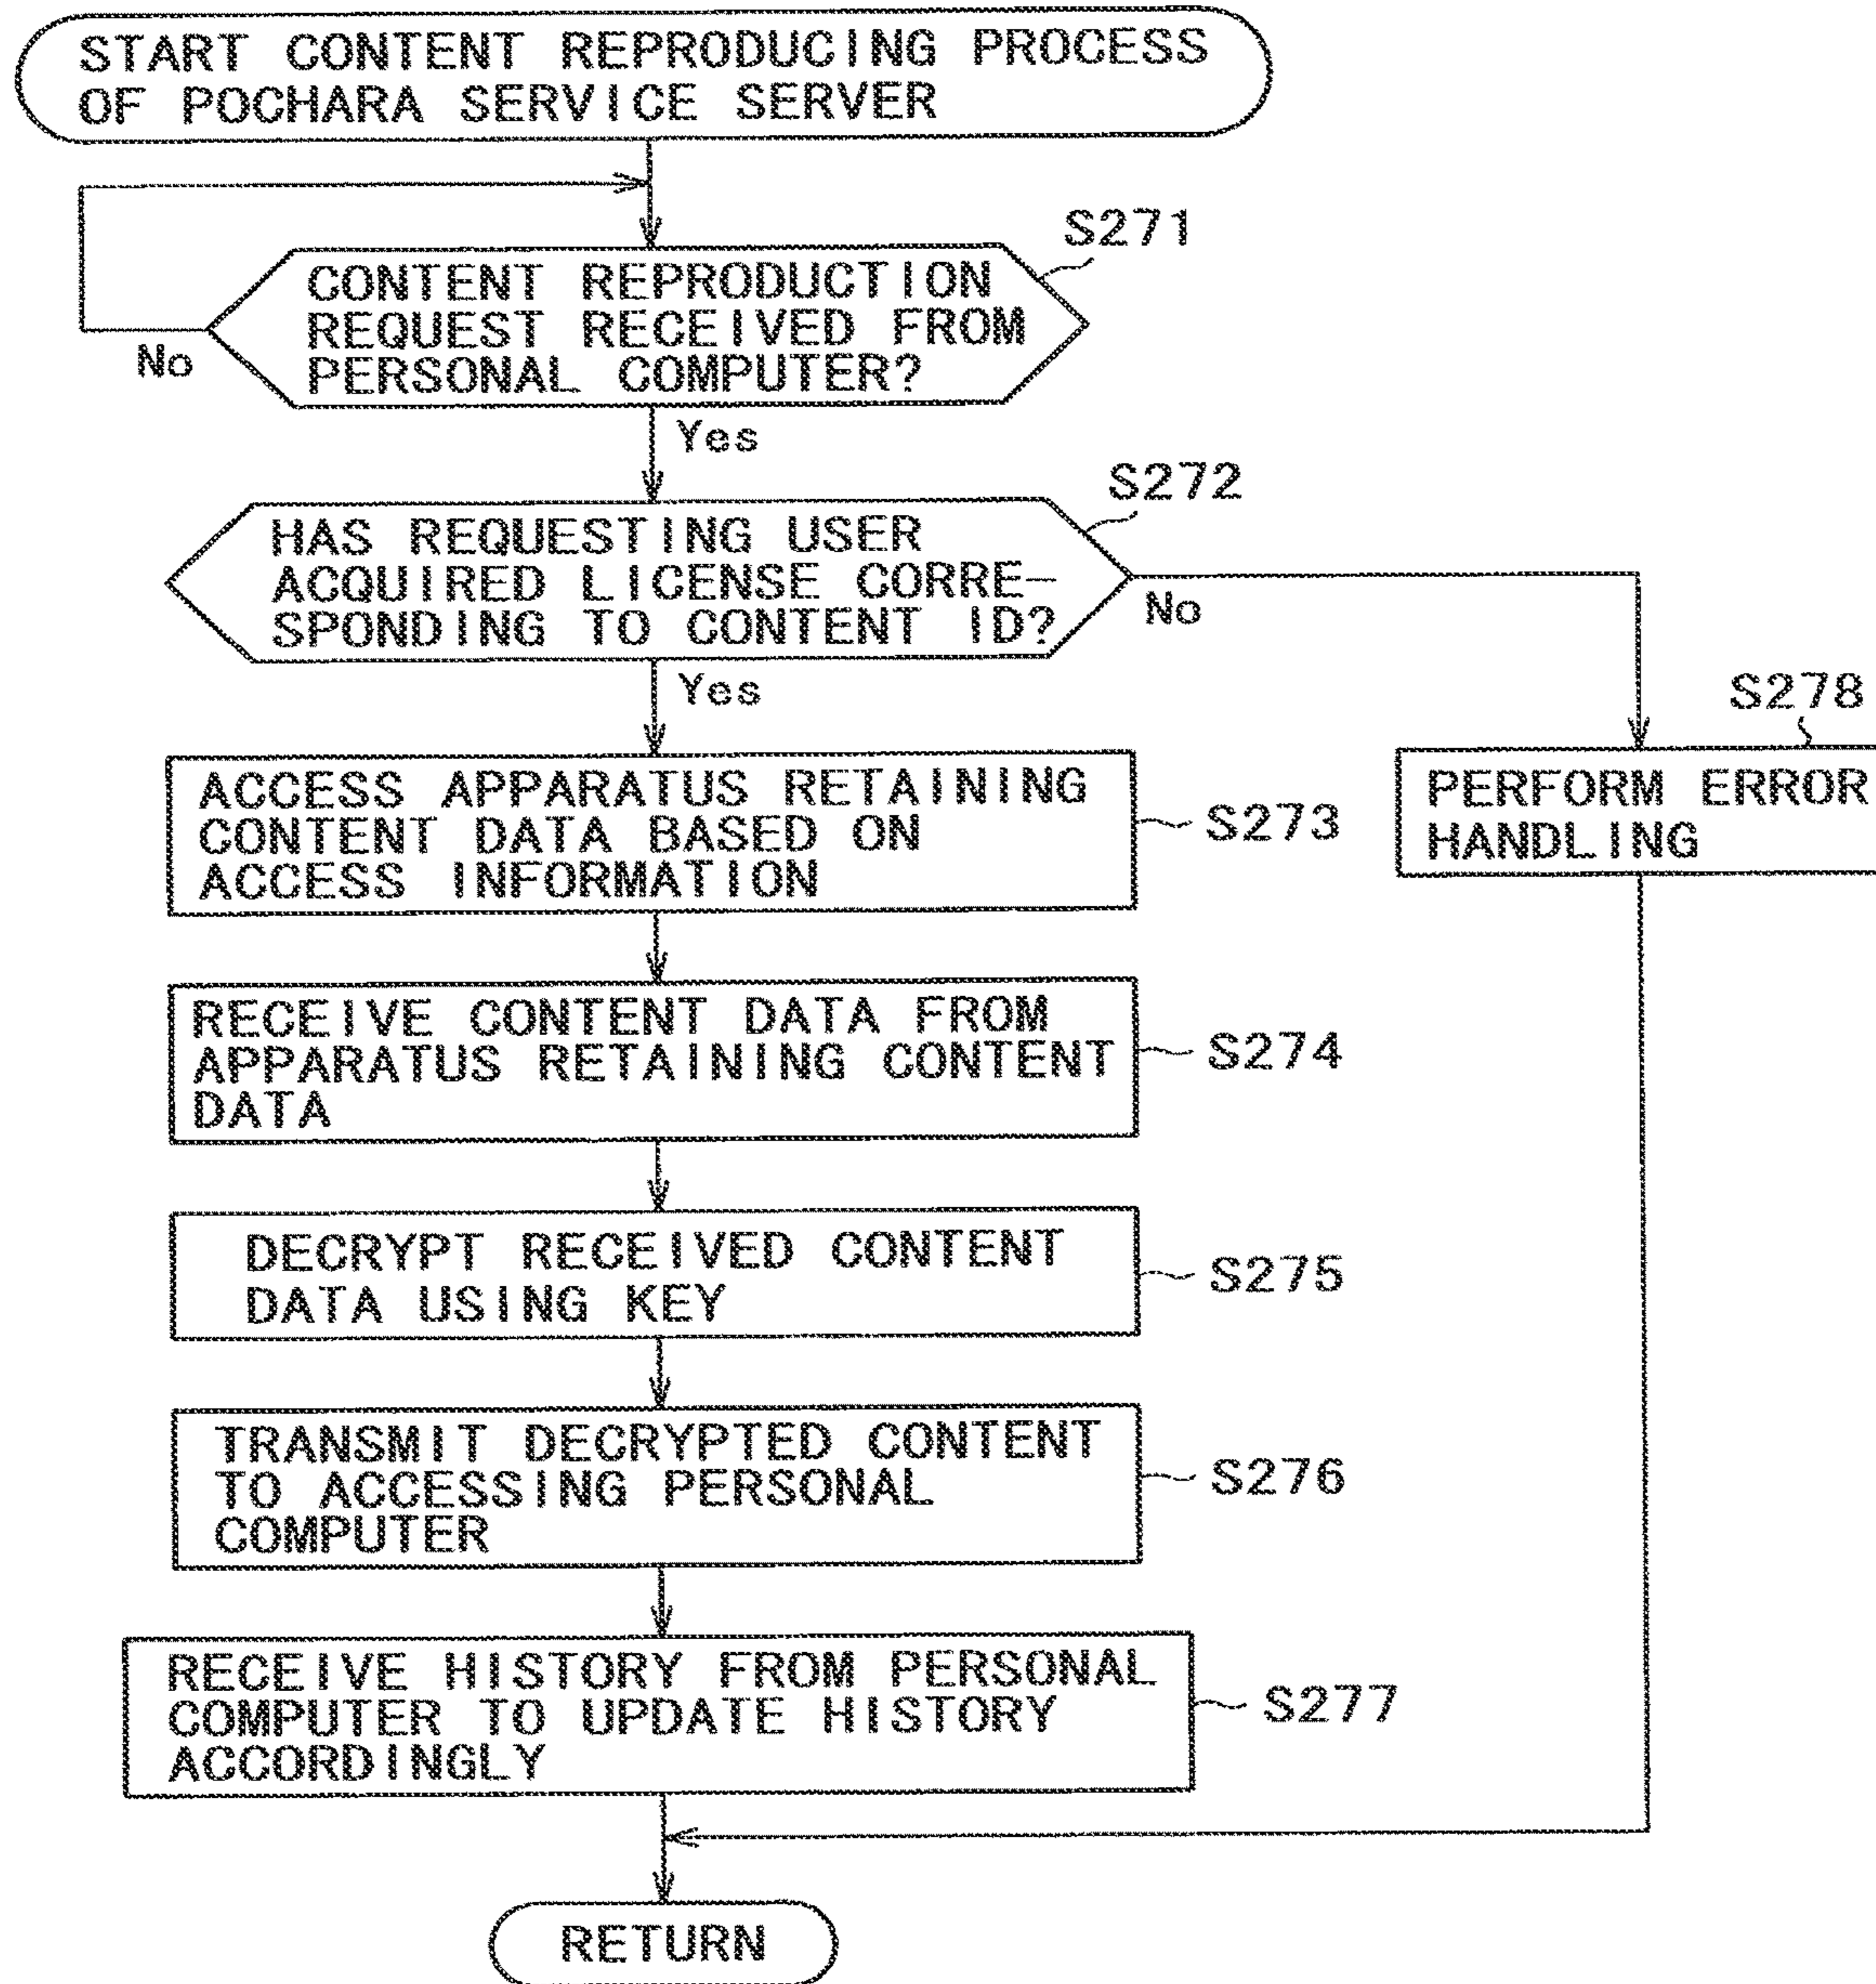 START CONTENT REPRODUCING PROCESS
OF POCHARA SERVICE SERVER
S271
CONTENT REPRODUCTION
REQUEST RECEIVED FROM
PERSONAL COMPUTER?
No
Yes
S272
HAS REQUESTING USER
ACQUIRED LICENSE CORRE-
SPONDING TO CONTENT ID?
No
Yes
S278
PERFORM ERROR
HANDLING
ACCESS APPARATUS RETAINING
CONTENT DATA BASED ON
ACCESS INFORMATION
S273
RECEIVE CONTENT DATA FROM
APPARATUS RETAINING CONTENT
DATA
S274
DECRYPT RECEIVED CONTENT
DATA USING KEY
S275
TRANSMIT DECRYPTED CONTENT
TO ACCESSING PERSONAL
COMPUTER
S276
RECEIVE HISTORY FROM PERSONAL
COMPUTER TO UPDATE HISTORY
ACCORDINGLY
S277
RETURN